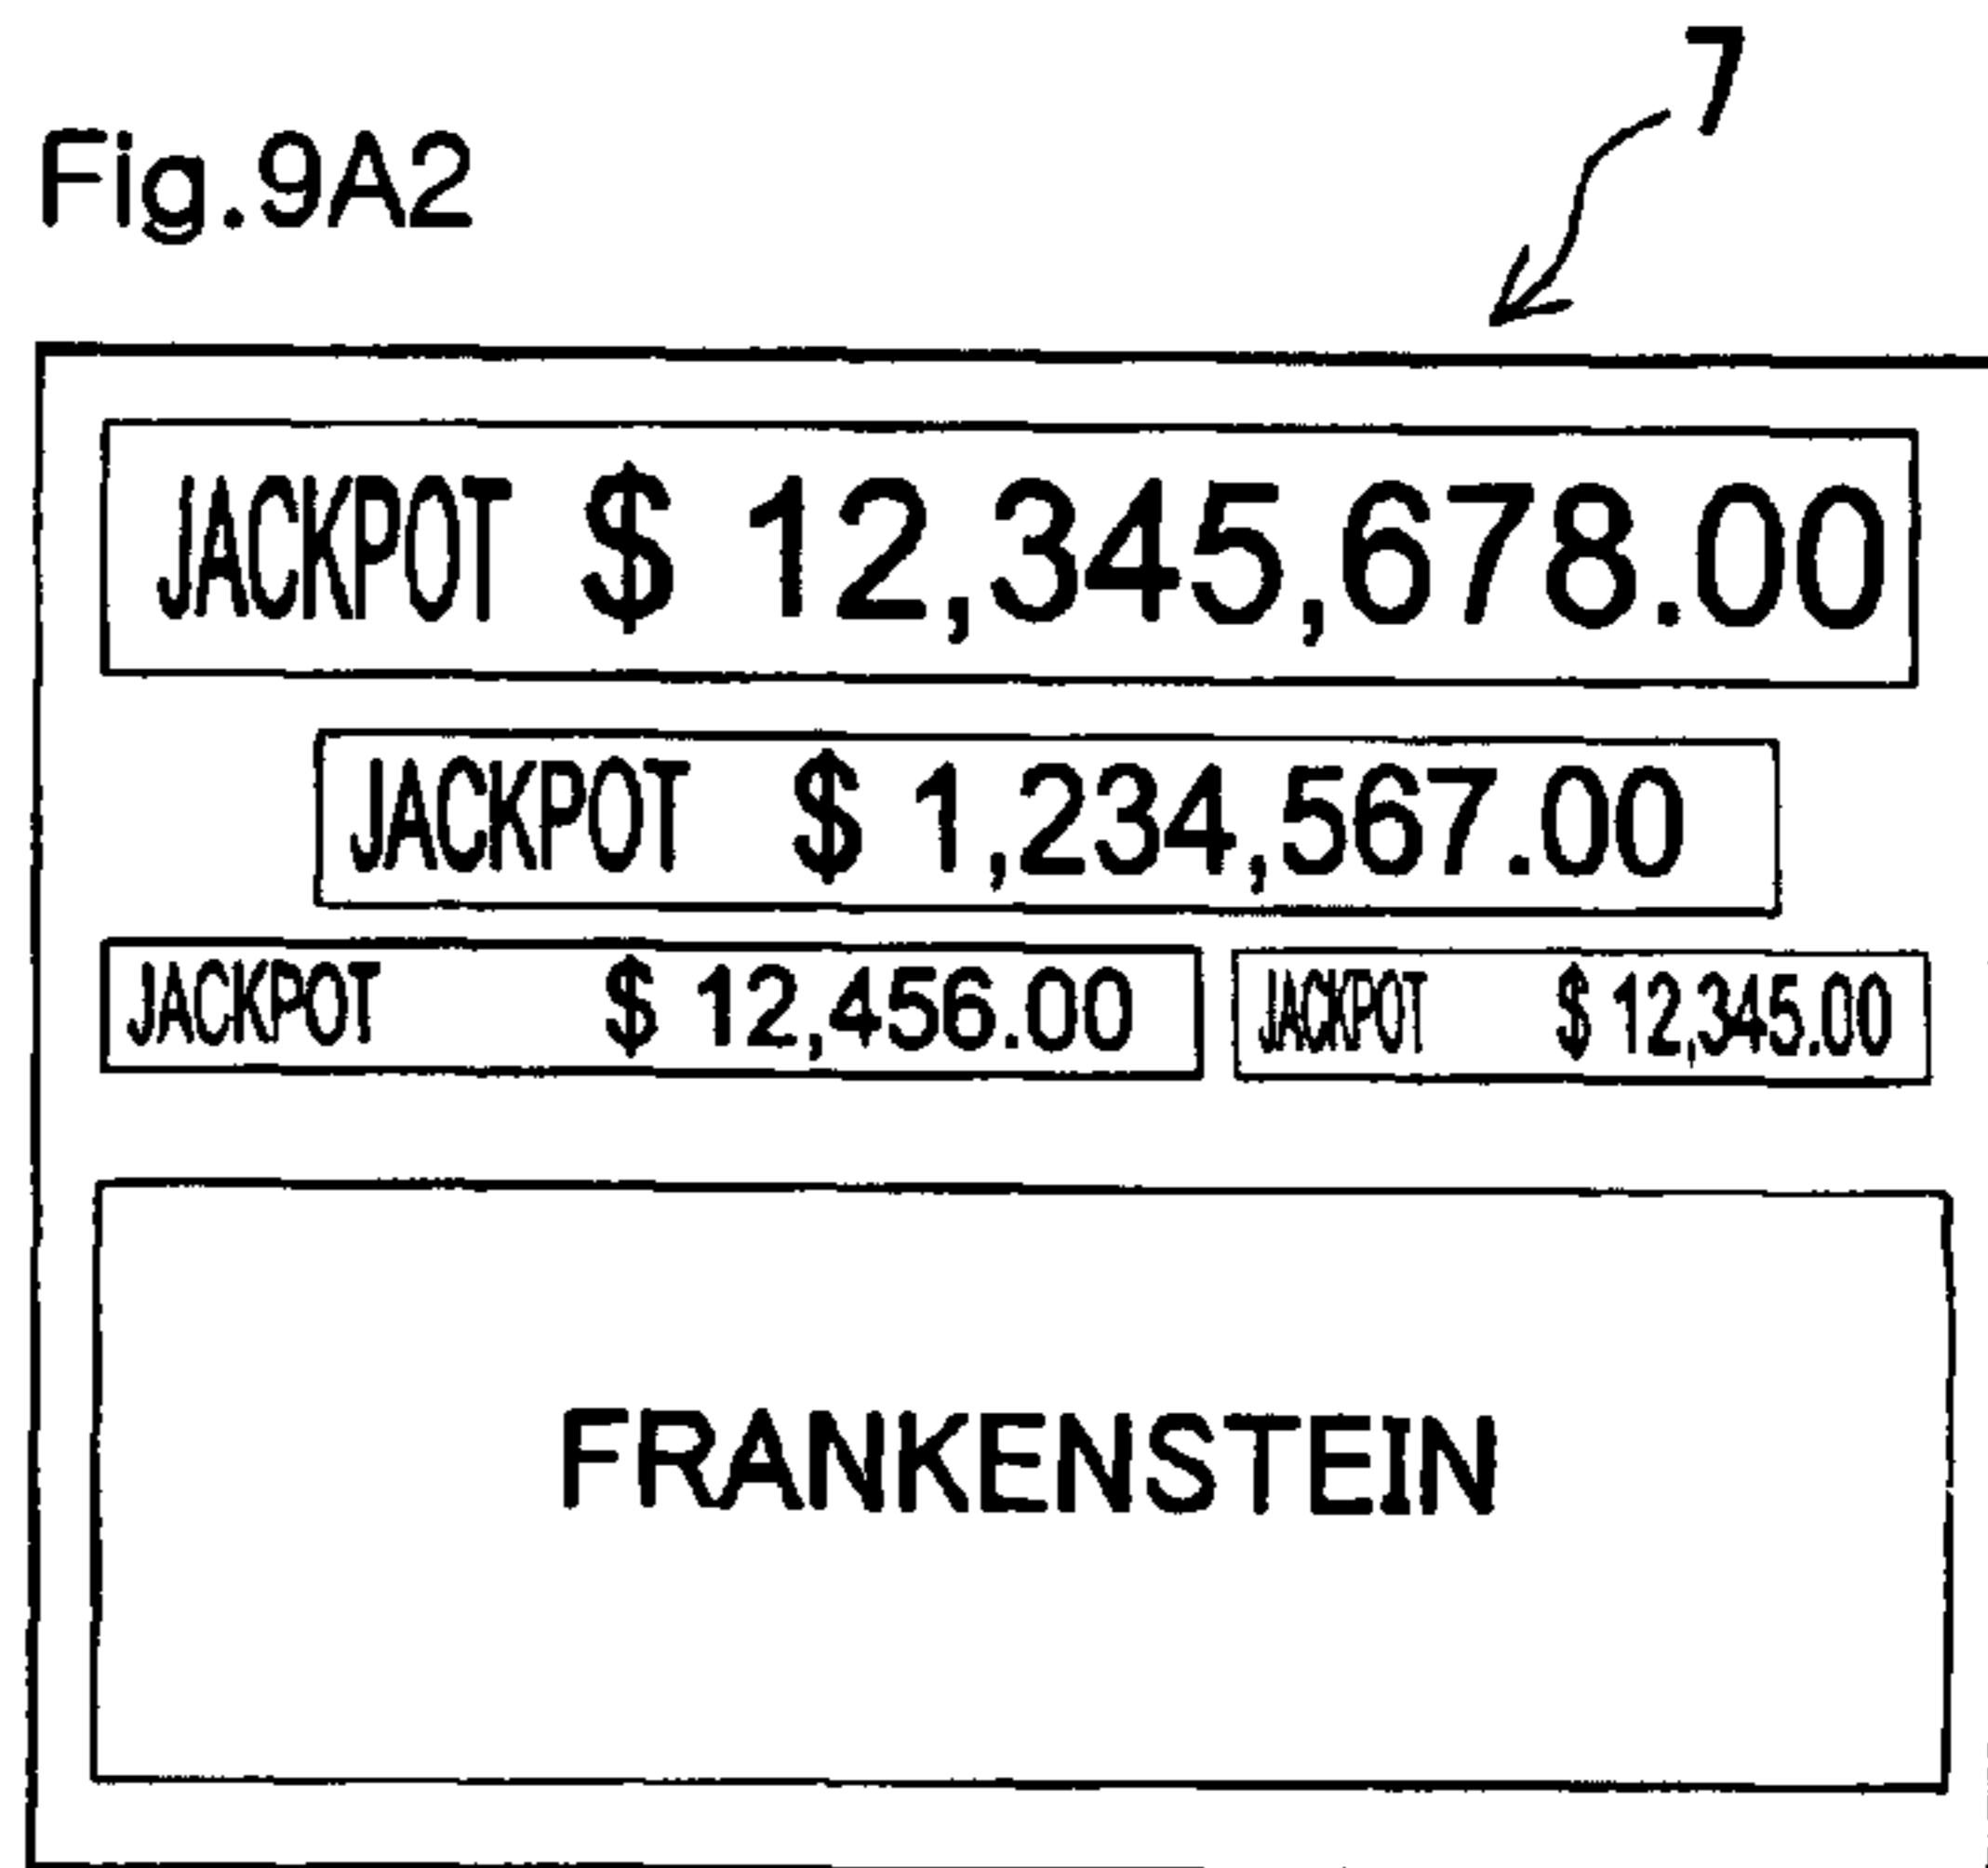 7
Fig.9A2
JACKPOT $ 12,345,678.00
JACKPOT $ 1,234,567.00
JACKPOT $ 12,456.00 JACKPOT $ 12,345.00
FRANKENSTEIN